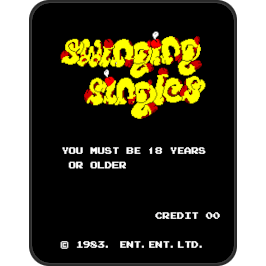 swinging
singles
YOU MUST BE 18 YEARS
OR OLDER
CREDIT 00
© 1983. ENT.ENT.LTD.